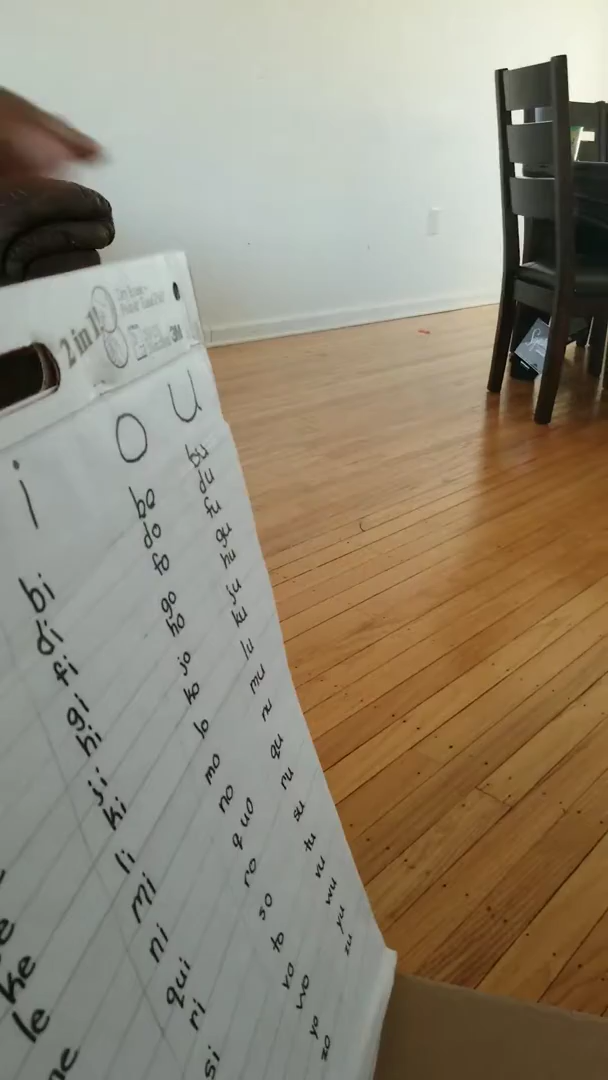 2 in 1!
3M
i O U
bi bo bu
di do du
fi fo fu
gi go gu
hi ho hu
ji jo ju
ki ko ku
li lo lu
mi mo mu
ni no nu
qui quo qu
ri ro ru
si so su
to tu
vo vu
wo wu
yo yu
zo zu
ke
le